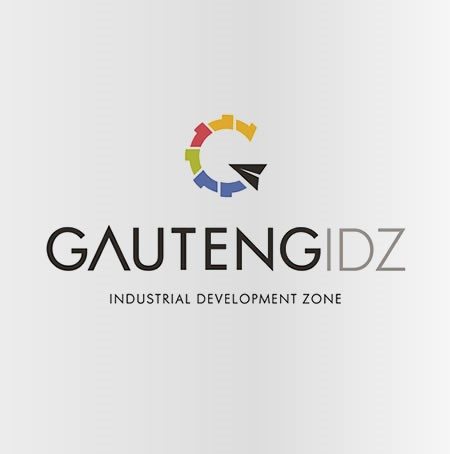 GAUTENGIDZ
INDUSTRIAL DEVELOPMENT ZONE